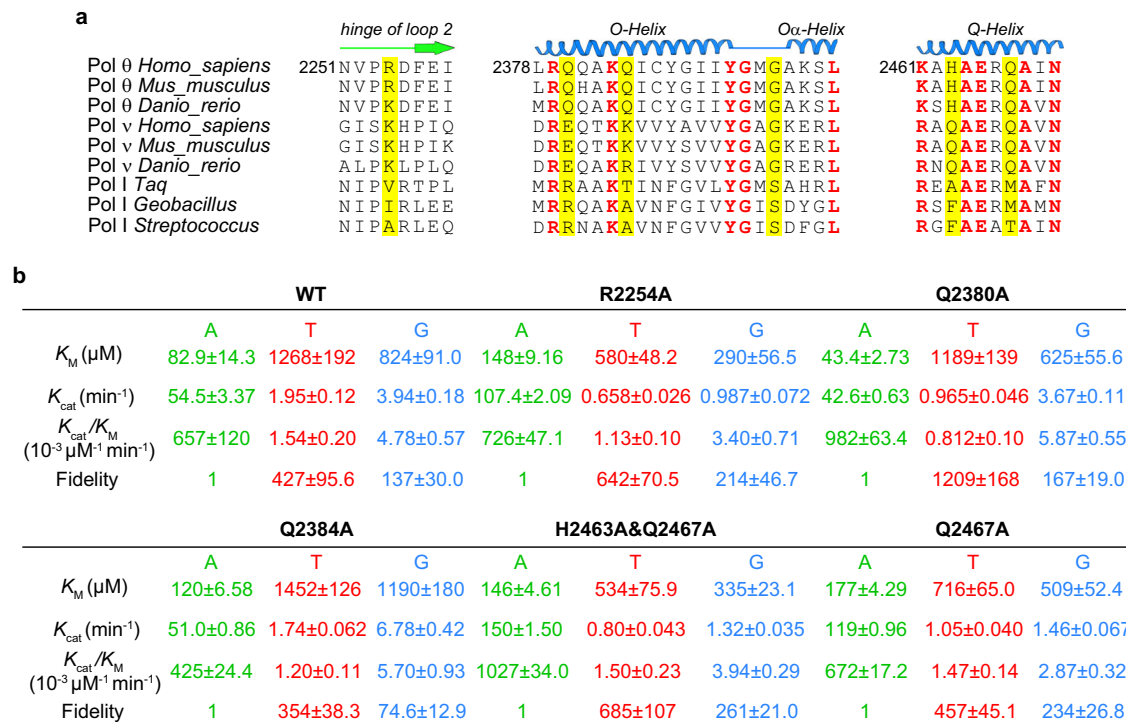 a
hinge of loop 2 O-Helix Oα-Helix Q-Helix
Pol θ Homo_sapiens 2251 NVPRDFEI 2378 LRQQAKQICYGIIYGMGAKSL 2461 KAHAERQAIN
Pol θ Mus_musculus NVPRDFEI LRQHAKQICYGIIYGMGAKSL KAHAERQAIN
Pol θ Danio_rerio NVPKDFEI MRQQAKQICYGIIYGMGAKSL KSHAERQAVN
Pol ν Homo_sapiens GISKHPIQ DREQTKKVVYAVVYGAGKERL RAQAERQAVN
Pol ν Mus_musculus GISKHPIK DREQTKKVVYSVVYGAGKERL RAQAERQAVN
Pol ν Danio_rerio ALPKLPLQ DREQAKRIVYSVVYGAGRERL RNQAERQAVN
Pol I Taq NIPVRTPL MRRAAKTINFGVLYGMSAHRL REAAERMAFN
Pol I Geobacillus NIPIRLEE MRRQAKAVNFGIVYGISDYGL RSFAERMAMN
Pol I Streptococcus NIPARLEQ DRRNAKAVNFGVVYGISDFGL RGFAEATAIN
b
WT R2254A Q2380A
A T G A T G A T G
KM (µM) 82.9±14.3 1268±192 824±91.0 148±9.16 580±48.2 290±56.5 43.4±2.73 1189±139 625±55.6
Kcat (min-1) 54.5±3.37 1.95±0.12 3.94±0.18 107.4±2.09 0.658±0.026 0.987±0.072 42.6±0.63 0.965±0.046 3.67±0.11
Kcat/KM (10-3 µM-1 min-1) 657±120 1.54±0.20 4.78±0.57 726±47.1 1.13±0.10 3.40±0.71 982±63.4 0.812±0.10 5.87±0.55
Fidelity 1 427±95.6 137±30.0 1 642±70.5 214±46.7 1 1209±168 167±19.0
Q2384A H2463A&Q2467A Q2467A
A T G A T G A T G
KM (µM) 120±6.58 1452±126 1190±180 146±4.61 534±75.9 335±23.1 177±4.29 716±65.0 509±52.4
Kcat (min-1) 51.0±0.86 1.74±0.062 6.78±0.42 150±1.50 0.80±0.043 1.32±0.035 119±0.96 1.05±0.040 1.46±0.067
Kcat/KM (10-3 µM-1 min-1) 425±24.4 1.20±0.11 5.70±0.93 1027±34.0 1.50±0.23 3.94±0.29 672±17.2 1.47±0.14 2.87±0.32
Fidelity 1 354±38.3 74.6±12.9 1 685±107 261±21.0 1 457±45.1 234±26.8